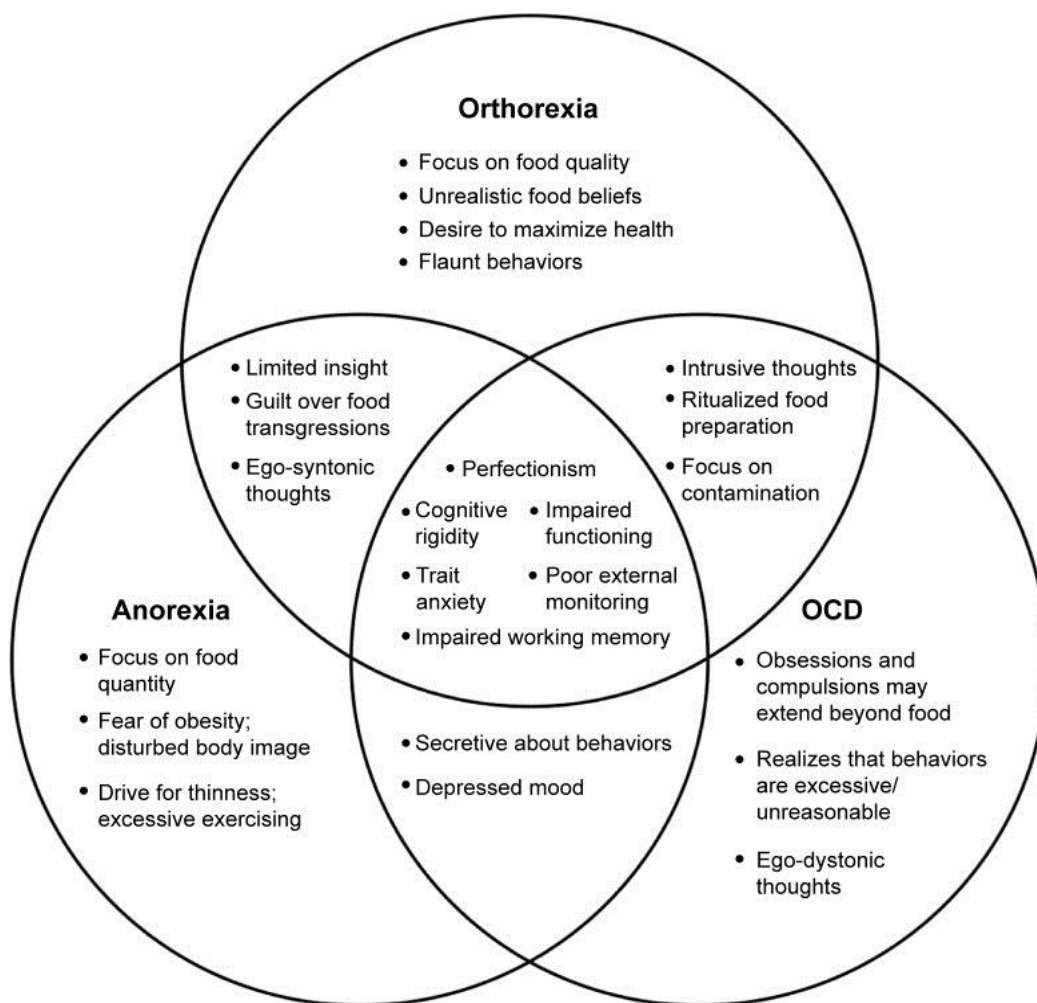 Orthorexia
• Focus on food quality
• Unrealistic food beliefs
• Desire to maximize health
• Flaunt behaviors
• Limited insight
• Guilt over food
transgressions
• Ego-syntonic
thoughts
• Intrusive thoughts
• Ritualized food
preparation
• Focus on
contamination
• Perfectionism
• Cognitive
rigidity
• Impaired
functioning
• Trait
anxiety
• Poor external
monitoring
• Impaired working memory
Anorexia
• Focus on food
quantity
• Fear of obesity;
disturbed body image
• Drive for thinness;
excessive exercising
OCD
• Obsessions and
compulsions may
extend beyond food
• Realizes that behaviors
are excessive/
unreasonable
• Ego-dystonic
thoughts
• Secretive about behaviors
• Depressed mood